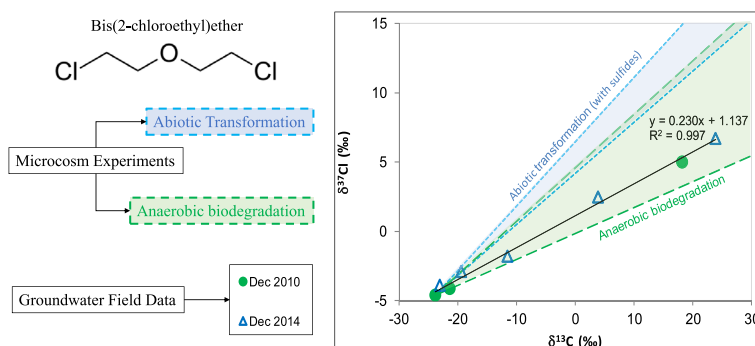 Bis(2-chloroethyl)ether
Cl
O
Cl
Abiotic Transformation
Microcosm Experiments
Anaerobic biodegradation
Groundwater Field Data
Dec 2010
Dec 2014
δ³⁷Cl (‰)
15
10
5
0
-5
-30
-20
-10
0
10
20
30
δ¹³C (‰)
Abiotic transformation (with sulfides)
y = 0.230x + 1.137
R² = 0.997
Anaerobic biodegradation